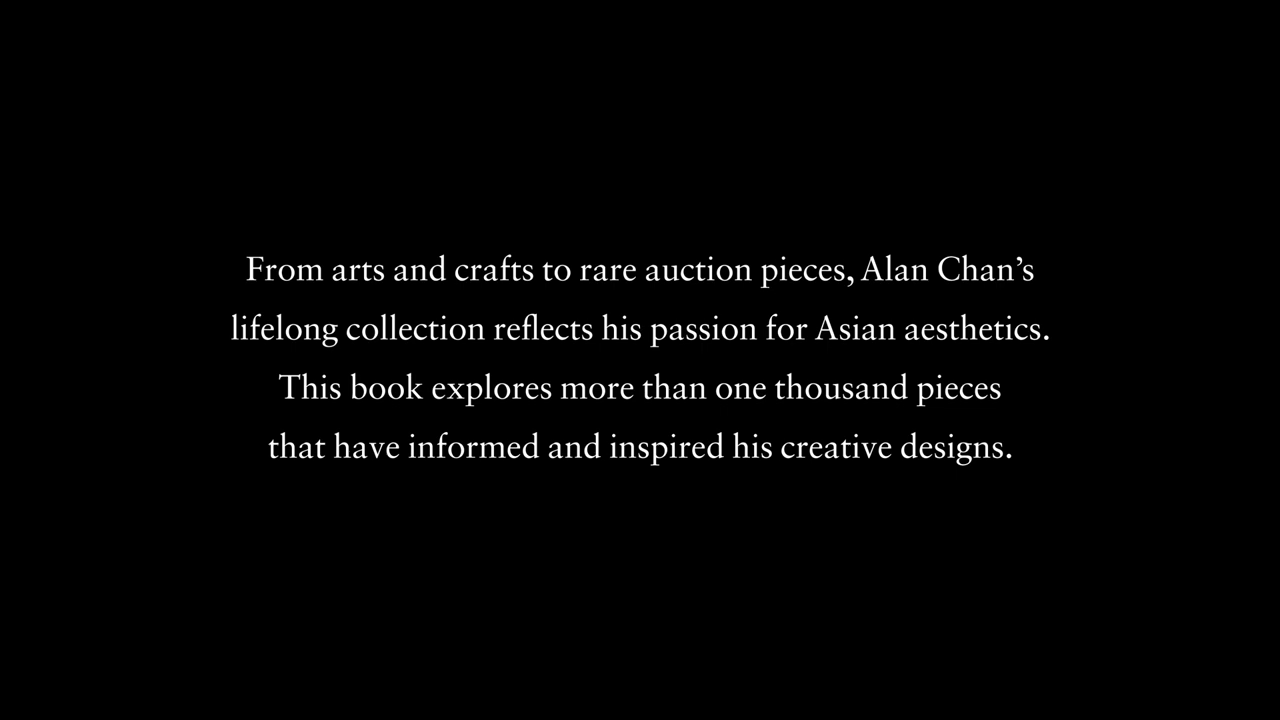 From arts and crafts to rare auction pieces, Alan Chan’s
lifelong collection reflects his passion for Asian aesthetics.
This book explores more than one thousand pieces
that have informed and inspired his creative designs.